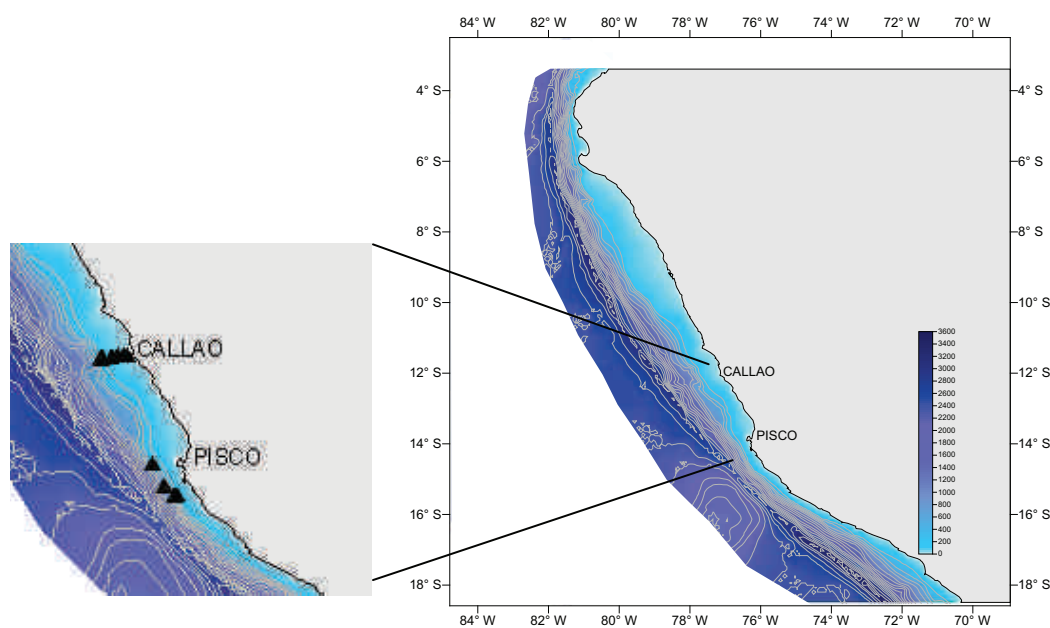 84° W 82° W 80° W 78° W 76° W 74° W 72° W 70° W
4° S 4° S
6° S 6° S
8° S 8° S
10° S 10° S
12° S 12° S
14° S 14° S
16° S 16° S
18° S 18° S
CALLAO
PISCO
CALLAO
PISCO
3600
3400
3200
3000
2800
2600
2400
2200
2000
1800
1600
1400
1200
1000
800
600
400
200
0
84° W 82° W 80° W 78° W 76° W 74° W 72° W 70° W